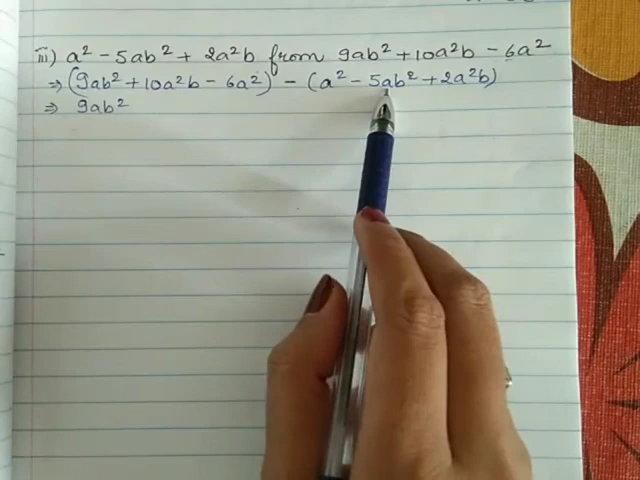 iii) a² - 5ab² + 2a²b from 9ab² + 10a²b - 6a²
⇒ (9ab² + 10a²b - 6a²) - (a² - 5ab² + 2a²b)
⇒ 9ab²